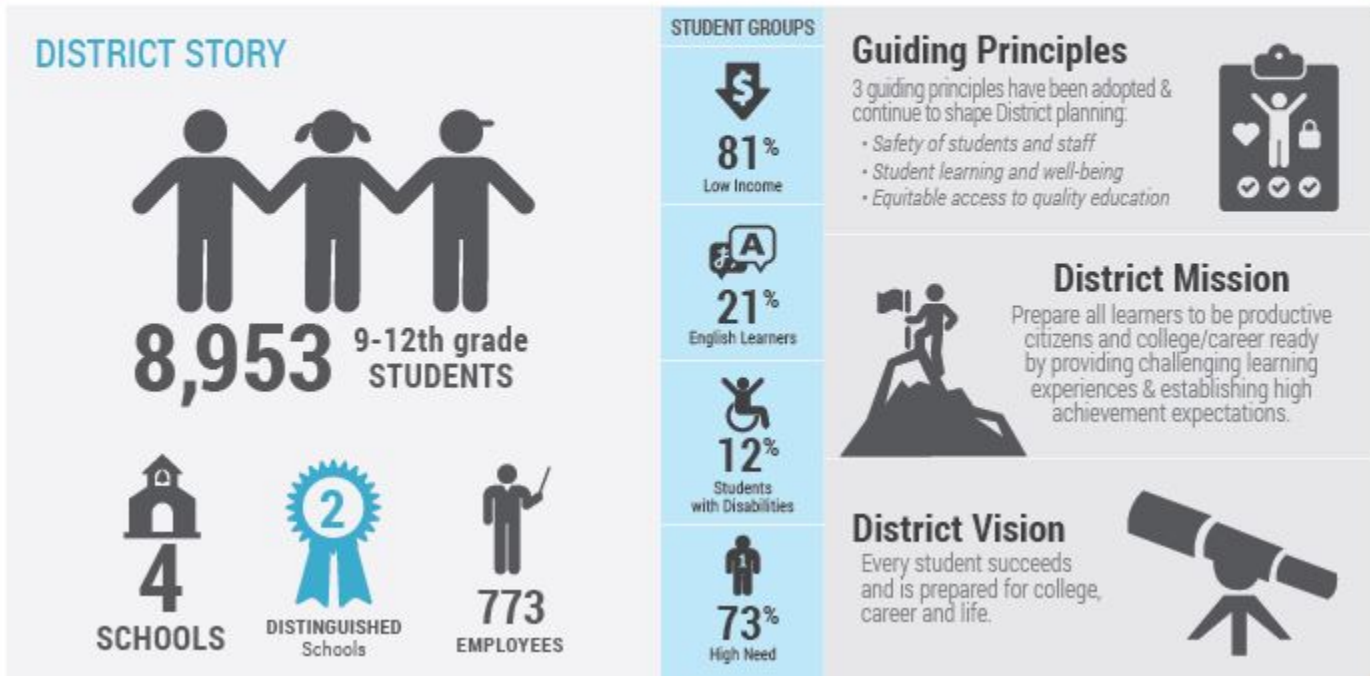 DISTRICT STORY
8,953
9-12th grade
STUDENTS
4
SCHOOLS
2
DISTINGUISHED
Schools
773
EMPLOYEES
STUDENT GROUPS
$
81%
Low Income
A
21%
English Learners
12%
Students
with Disabilities
1
73%
High Need
Guiding Principles
3 guiding principles have been adopted &
continue to shape District planning:
• Safety of students and staff
• Student learning and well-being
• Equitable access to quality education
District Mission
Prepare all learners to be productive
citizens and college/career ready
by providing challenging learning
experiences & establishing high
achievement expectations.
District Vision
Every student succeeds
and is prepared for college,
career and life.